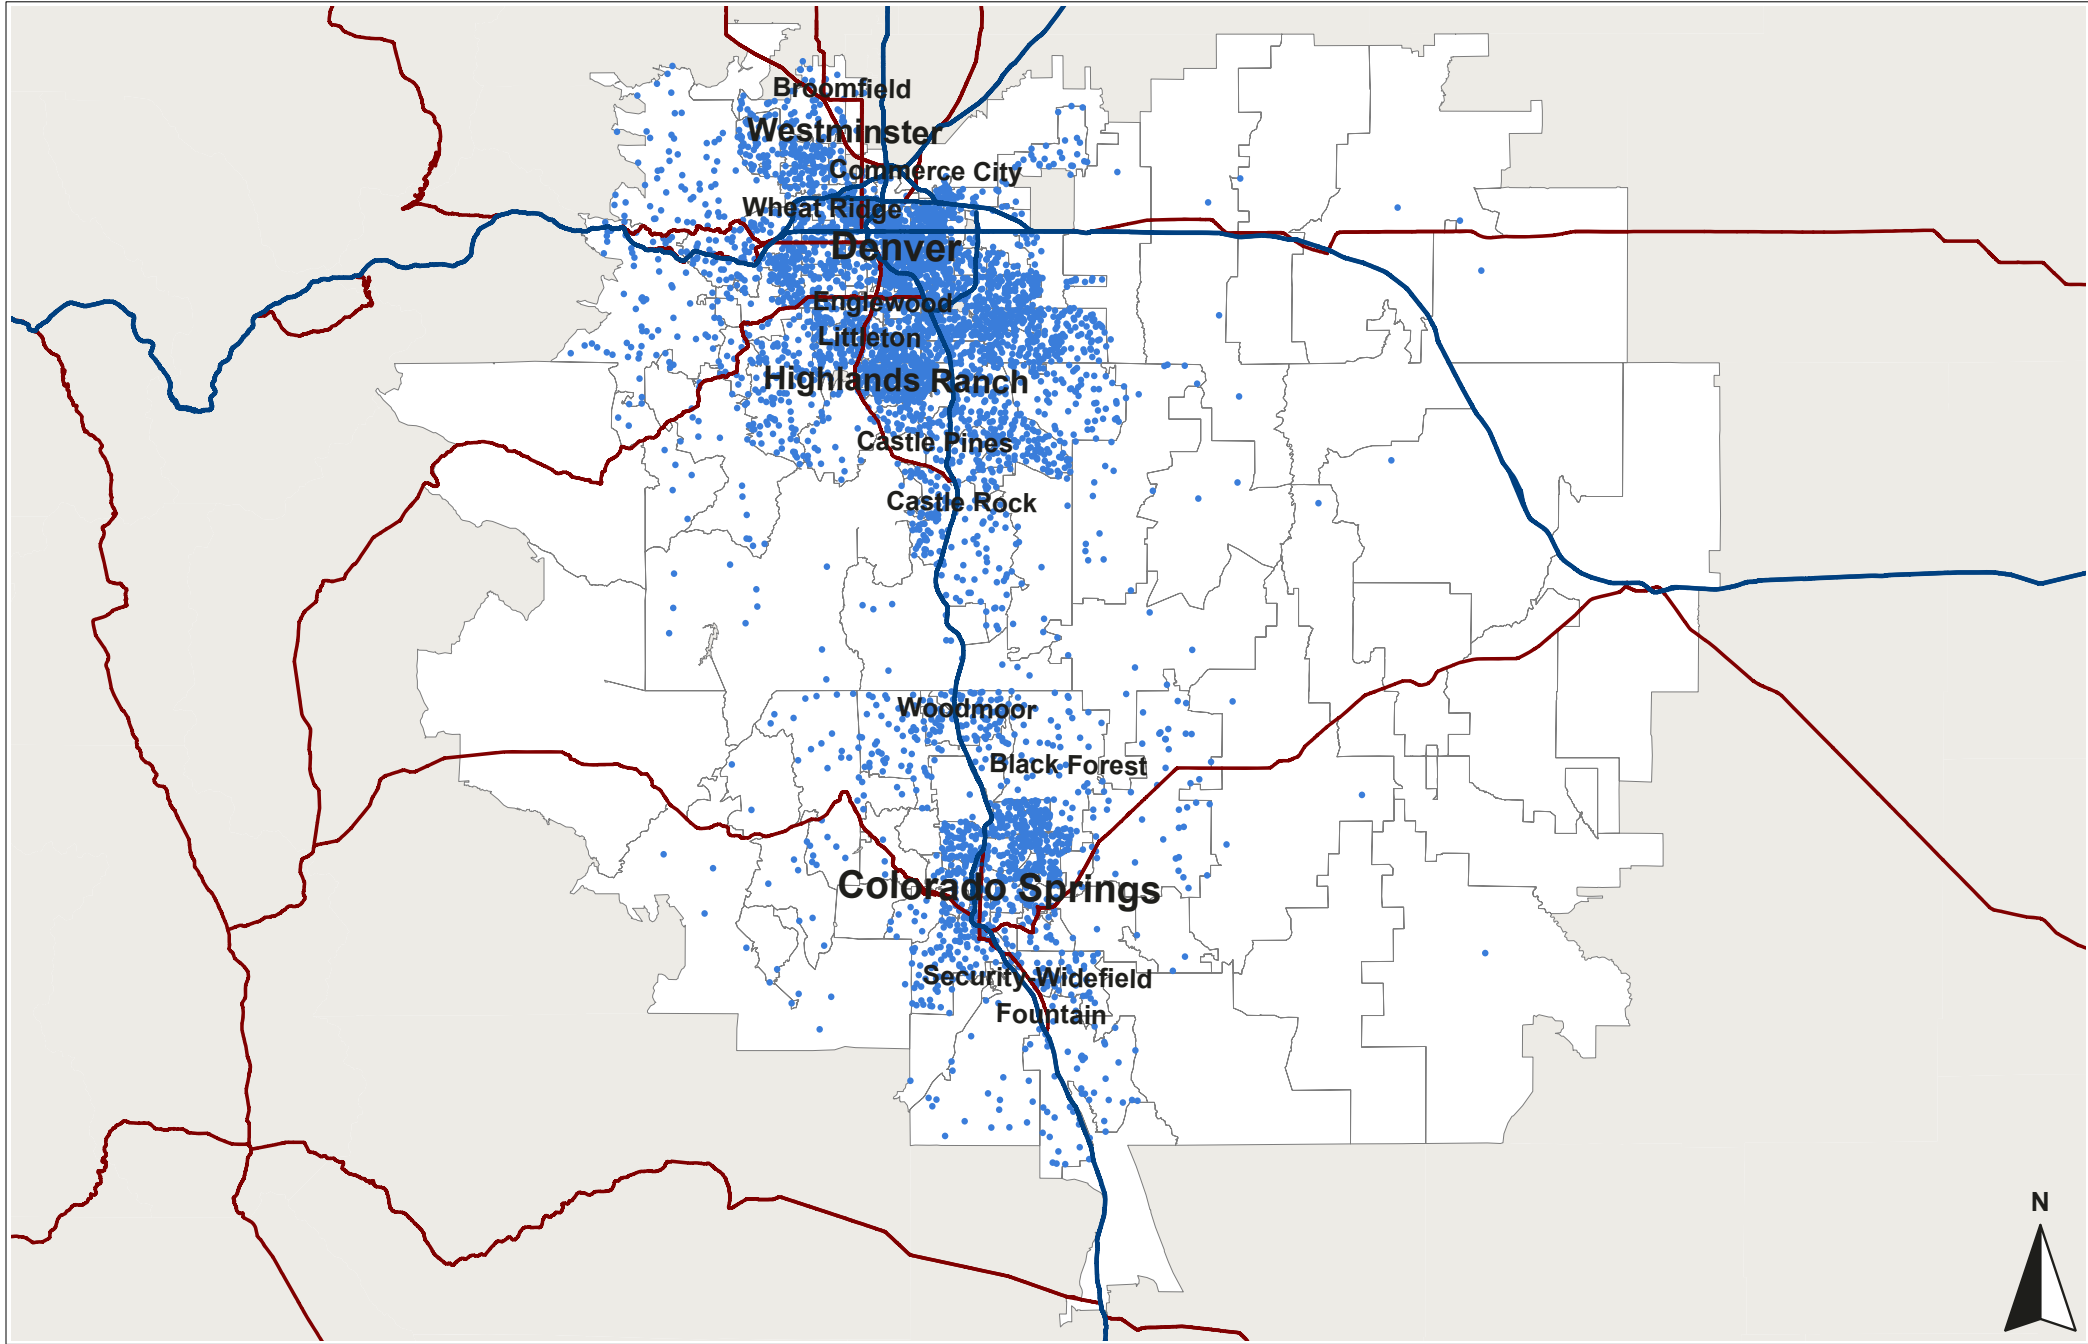 Broomfield
Westminster
Commerce City
Wheat Ridge
Denver
Englewood
Littleton
Highlands Ranch
Castle Pines
Castle Rock
Woodmoor
Black Forest
Colorado Springs
Security-Widefield
Fountain
N